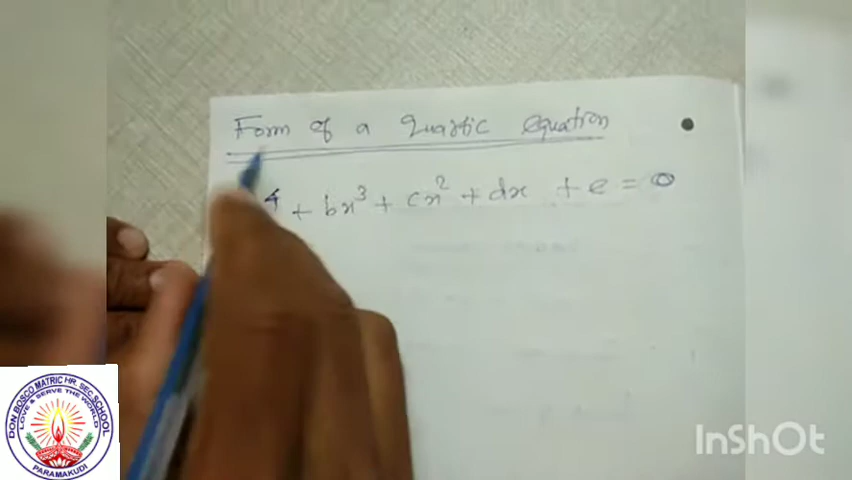 Form of a quartic equation
⁴ + bx³ + cx² + dx + e = 0
DON BOSCO MATRIC HR. SEC. SCHOOL
LOVE & SERVE THE WORLD
PARAMAKUDI
InShOt